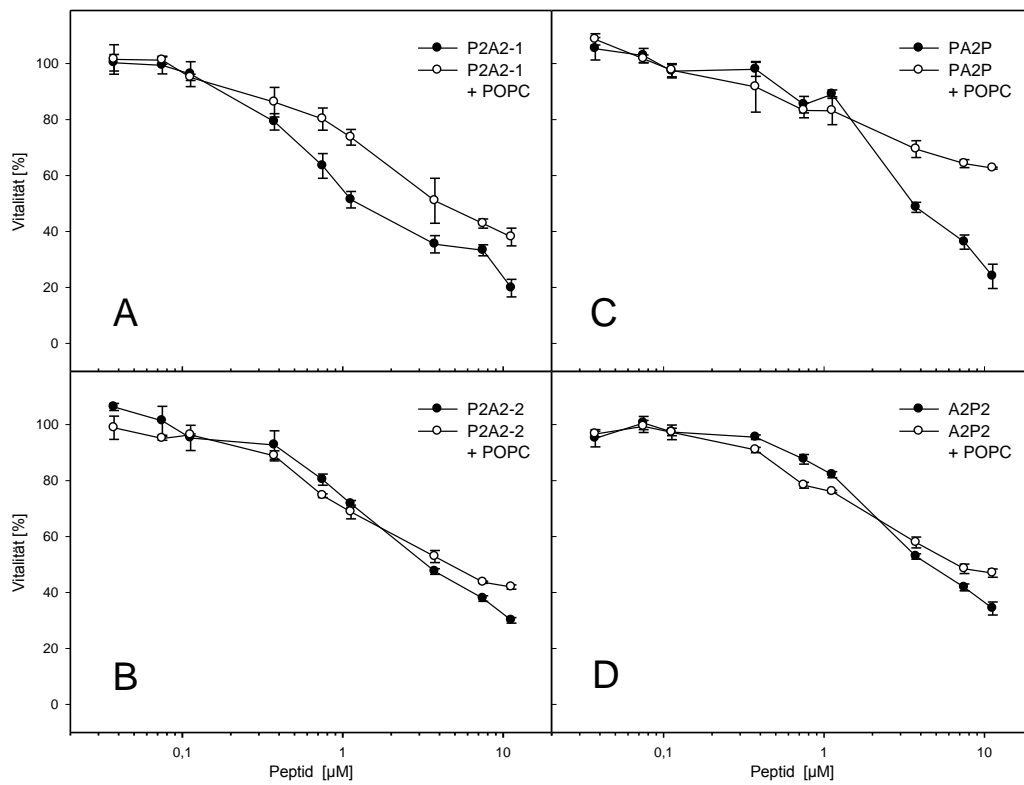 P2A2-1
P2A2-1
+ POPC
100
80
60
40
20
0
Vitalität [%]
A
PA2P
PA2P
+ POPC
C
P2A2-2
P2A2-2
+ POPC
100
80
60
40
20
0
Vitalität [%]
B
0,1
1
10
Peptid [µM]
A2P2
A2P2
+ POPC
D
0,1
1
10
Peptid [µM]